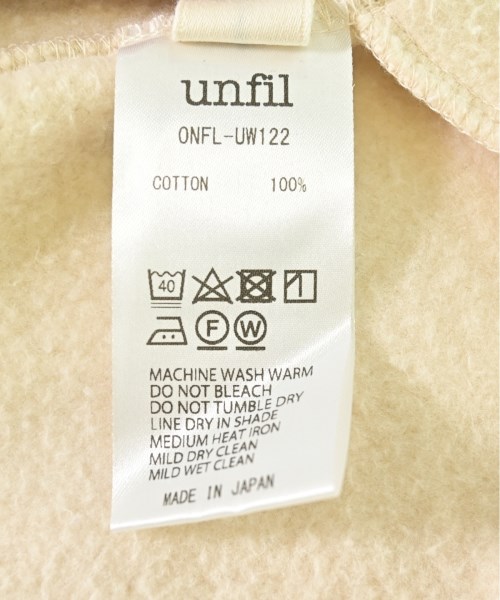 unfil
ONFL-UW122
COTTON 100%
40
F W
MACHINE WASH WARM
DO NOT BLEACH
DO NOT TUMBLE DRY
LINE DRY IN SHADE
MEDIUM HEAT IRON
MILD DRY CLEAN
MILD WET CLEAN
MADE IN JAPAN